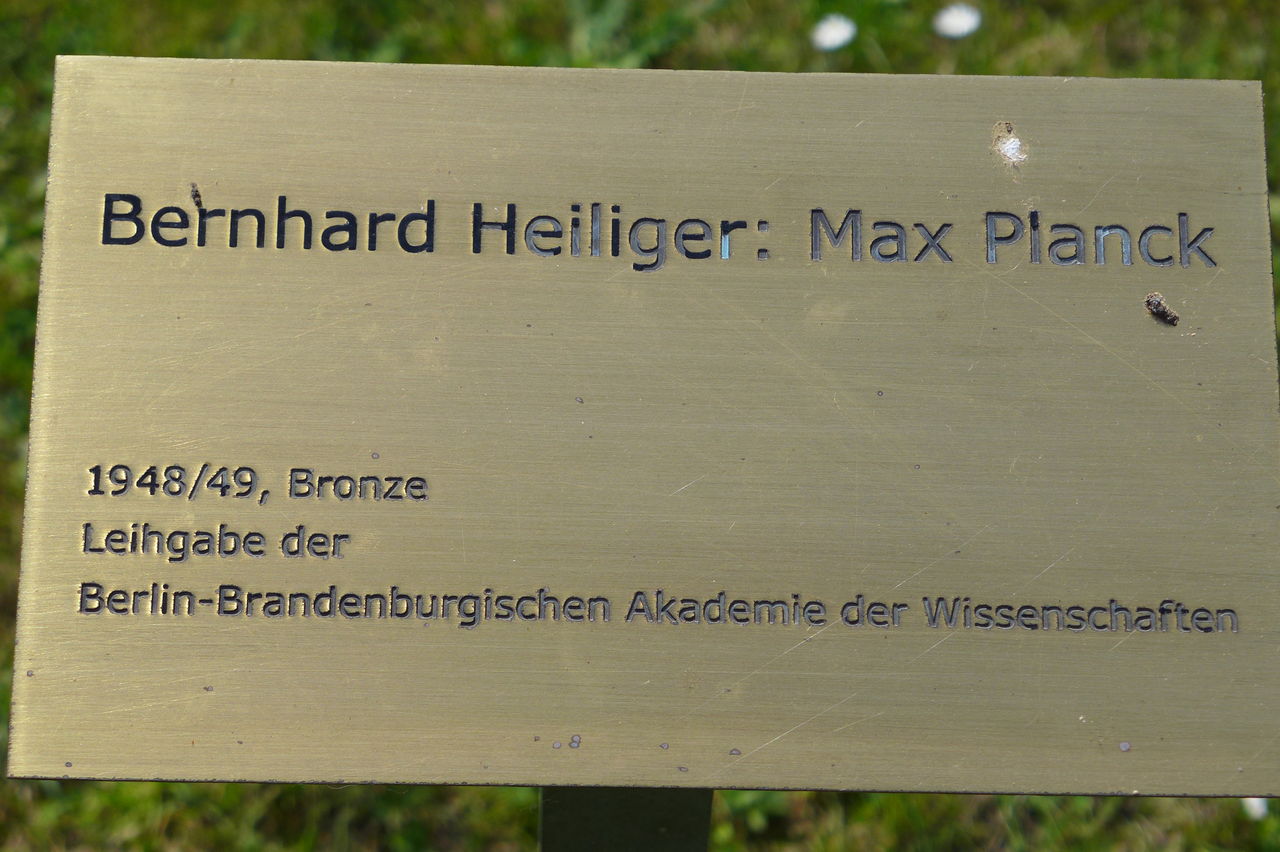 Bernhard Heiliger: Max Planck
1948/49, Bronze
Leihgabe der
Berlin-Brandenburgischen Akademie der Wissenschaften